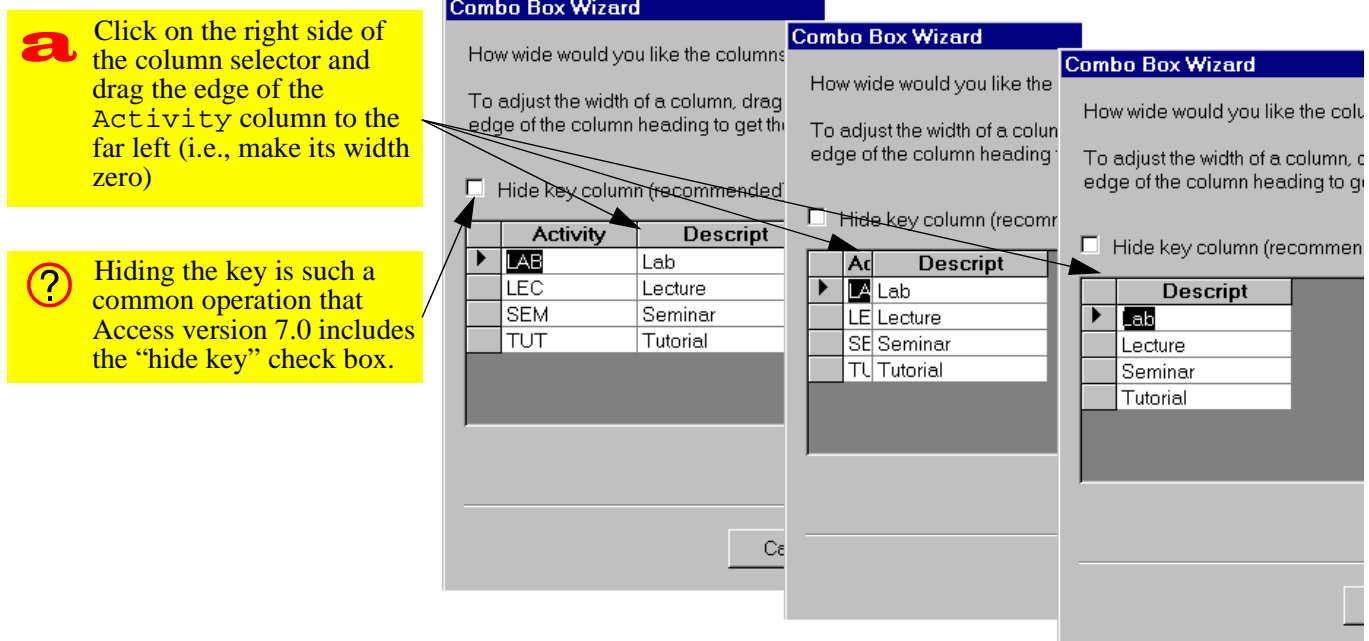 a Click on the right side of
the column selector and
drag the edge of the
Activity column to the
far left (i.e., make its width
zero)
? Hiding the key is such a
common operation that
Access version 7.0 includes
the “hide key” check box.
Combo Box Wizard
How wide would you like the columns
To adjust the width of a column, drag
edge of the column heading to get the
Hide key column (recommended
Activity Descript
LAB Lab
LEC Lecture
SEM Seminar
TUT Tutorial
Ca
Combo Box Wizard
How wide would you like the
To adjust the width of a colum
edge of the column heading
Hide key column (recomm
Ac Descript
LA Lab
LE Lecture
SE Seminar
TU Tutorial
Combo Box Wizard
How wide would you like the colu
To adjust the width of a column,
edge of the column heading to ge
Hide key column (recommen
Descript
Lab
Lecture
Seminar
Tutorial